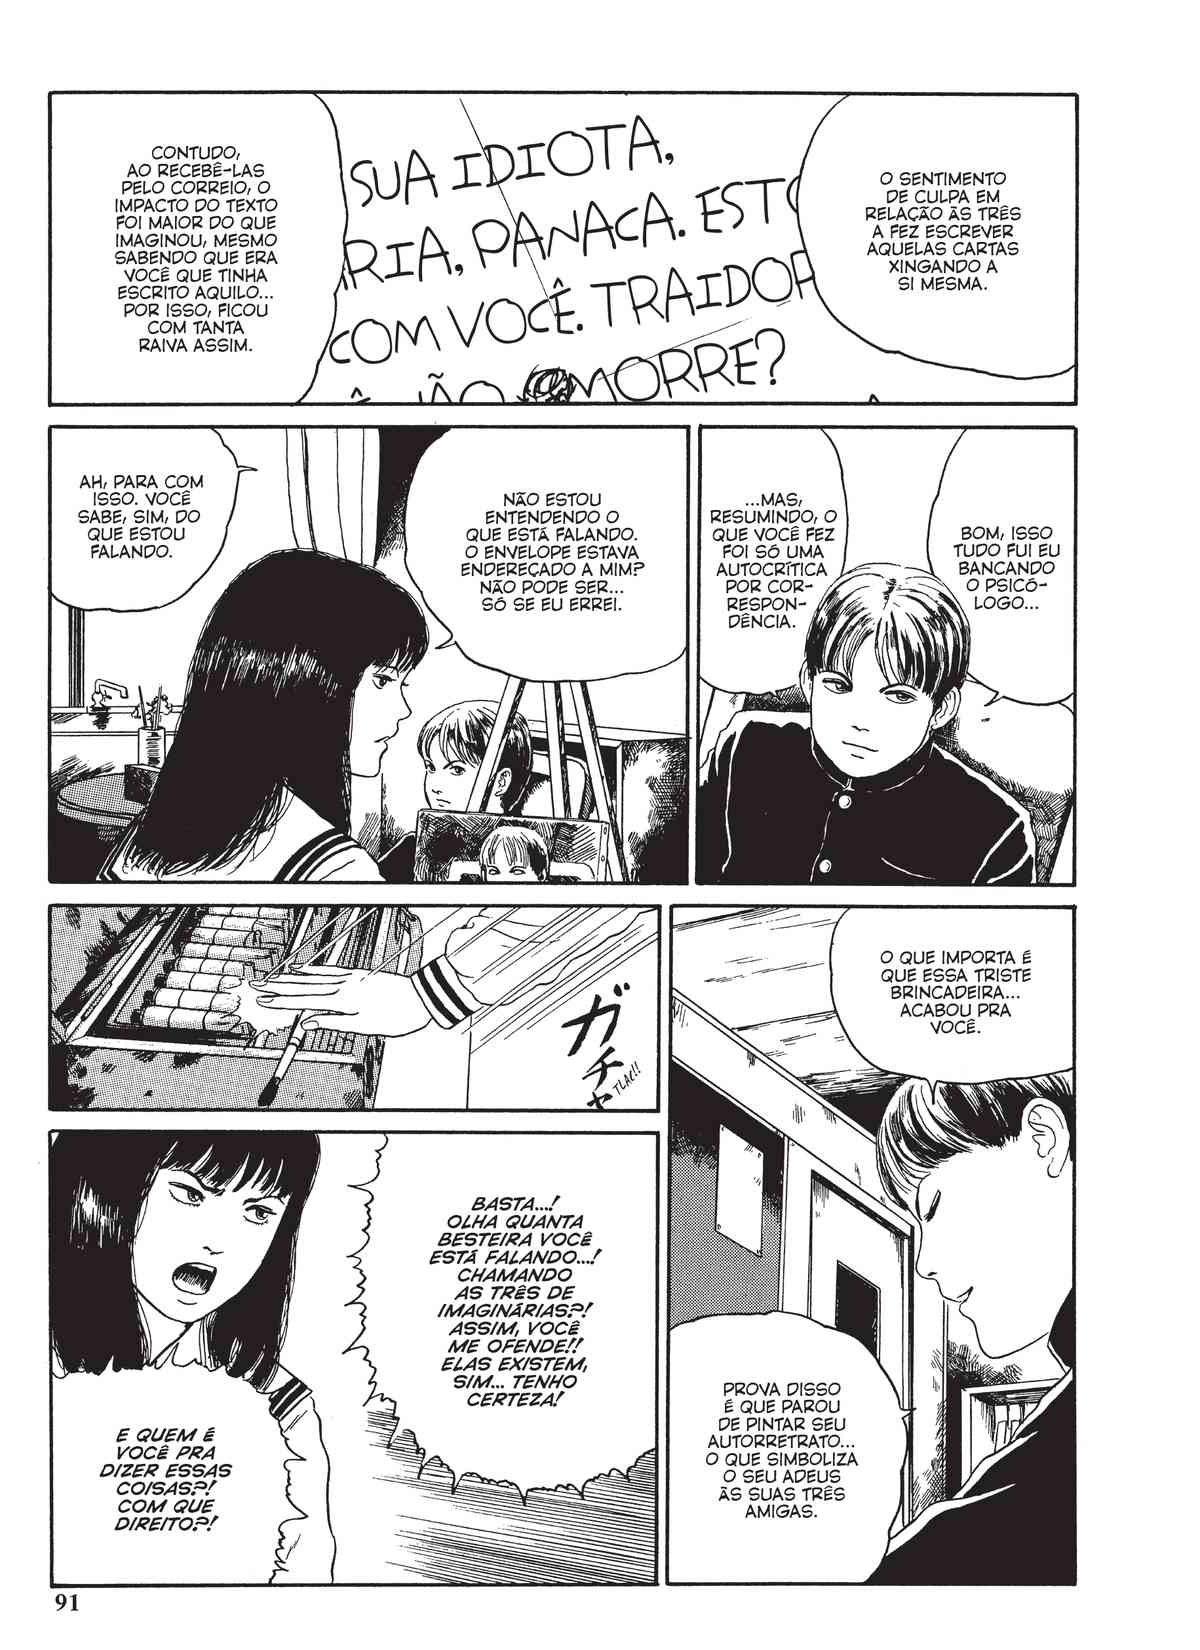 O SENTIMENTO
DE CULPA EM
RELAÇÃO ÀS TRÊS
A FEZ ESCREVER
AQUELAS CARTAS
XINGANDO A
SI MESMA.
SUA IDIOTA,
RIA, PANACA. ESTO
COM VOCÊ. TRAIDOR
MORRE?
CONTUDO,
AO RECEBÊ-LAS
PELO CORREIO, O
IMPACTO DO TEXTO
FOI MAIOR DO QUE
IMAGINOU, MESMO
SABENDO QUE ERA
VOCÊ QUE TINHA
ESCRITO AQUILO...
POR ISSO, FICOU
COM TANTA
RAIVA ASSIM.
BOM, ISSO
TUDO FUI EU
BANCANDO
O PSICÓ-
LOGO...
...MAS,
RESUMINDO, O
QUE VOCÊ FEZ
FOI SÓ UMA
AUTOCRÍTICA
POR COR-
RESPON-
DÊNCIA.
NÃO ESTOU
ENTENDENDO O
QUE ESTÁ FALANDO.
O ENVELOPE ESTAVA
ENDEREÇADO A MIM?
NÃO PODE SER...
SÓ SE EU ERREI.
AH, PARA COM
ISSO. VOCÊ
SABE, SIM, DO
QUE ESTOU
FALANDO.
O QUE IMPORTA É
QUE ESSA TRISTE
BRINCADEIRA...
ACABOU PRA
VOCÊ.
PROVA DISSO
É QUE PAROU
DE PINTAR SEU
AUTORRETRATO...
O QUE SIMBOLIZA
O SEU ADEUS
ÀS SUAS TRÊS
AMIGAS.
ガチャ
TLAC!!
BASTA...!
OLHA QUANTA
BESTEIRA VOCÊ
ESTÁ FALANDO...!
CHAMANDO
AS TRÊS DE
IMAGINÁRIAS?!
ASSIM, VOCÊ
ME OFENDE!!
ELAS EXISTEM,
SIM... TENHO
CERTEZA!
E QUEM É
VOCÊ PRA
DIZER ESSAS
COISAS?!
COM QUE
DIREITO?!
91